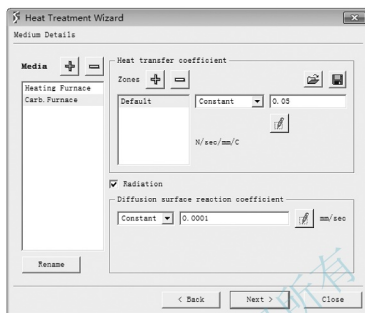 Heat Treatment Wizard
Medium Details
Media
Heating Furnace
Carb.Furnace
Rename
Heat transfer coefficient
Zones
Default
Constant
0.05
N/sec/mm/C
Radiation
Diffusion surface reaction coefficient
Constant
0.0001
mm/sec
< Back
Next >
Close